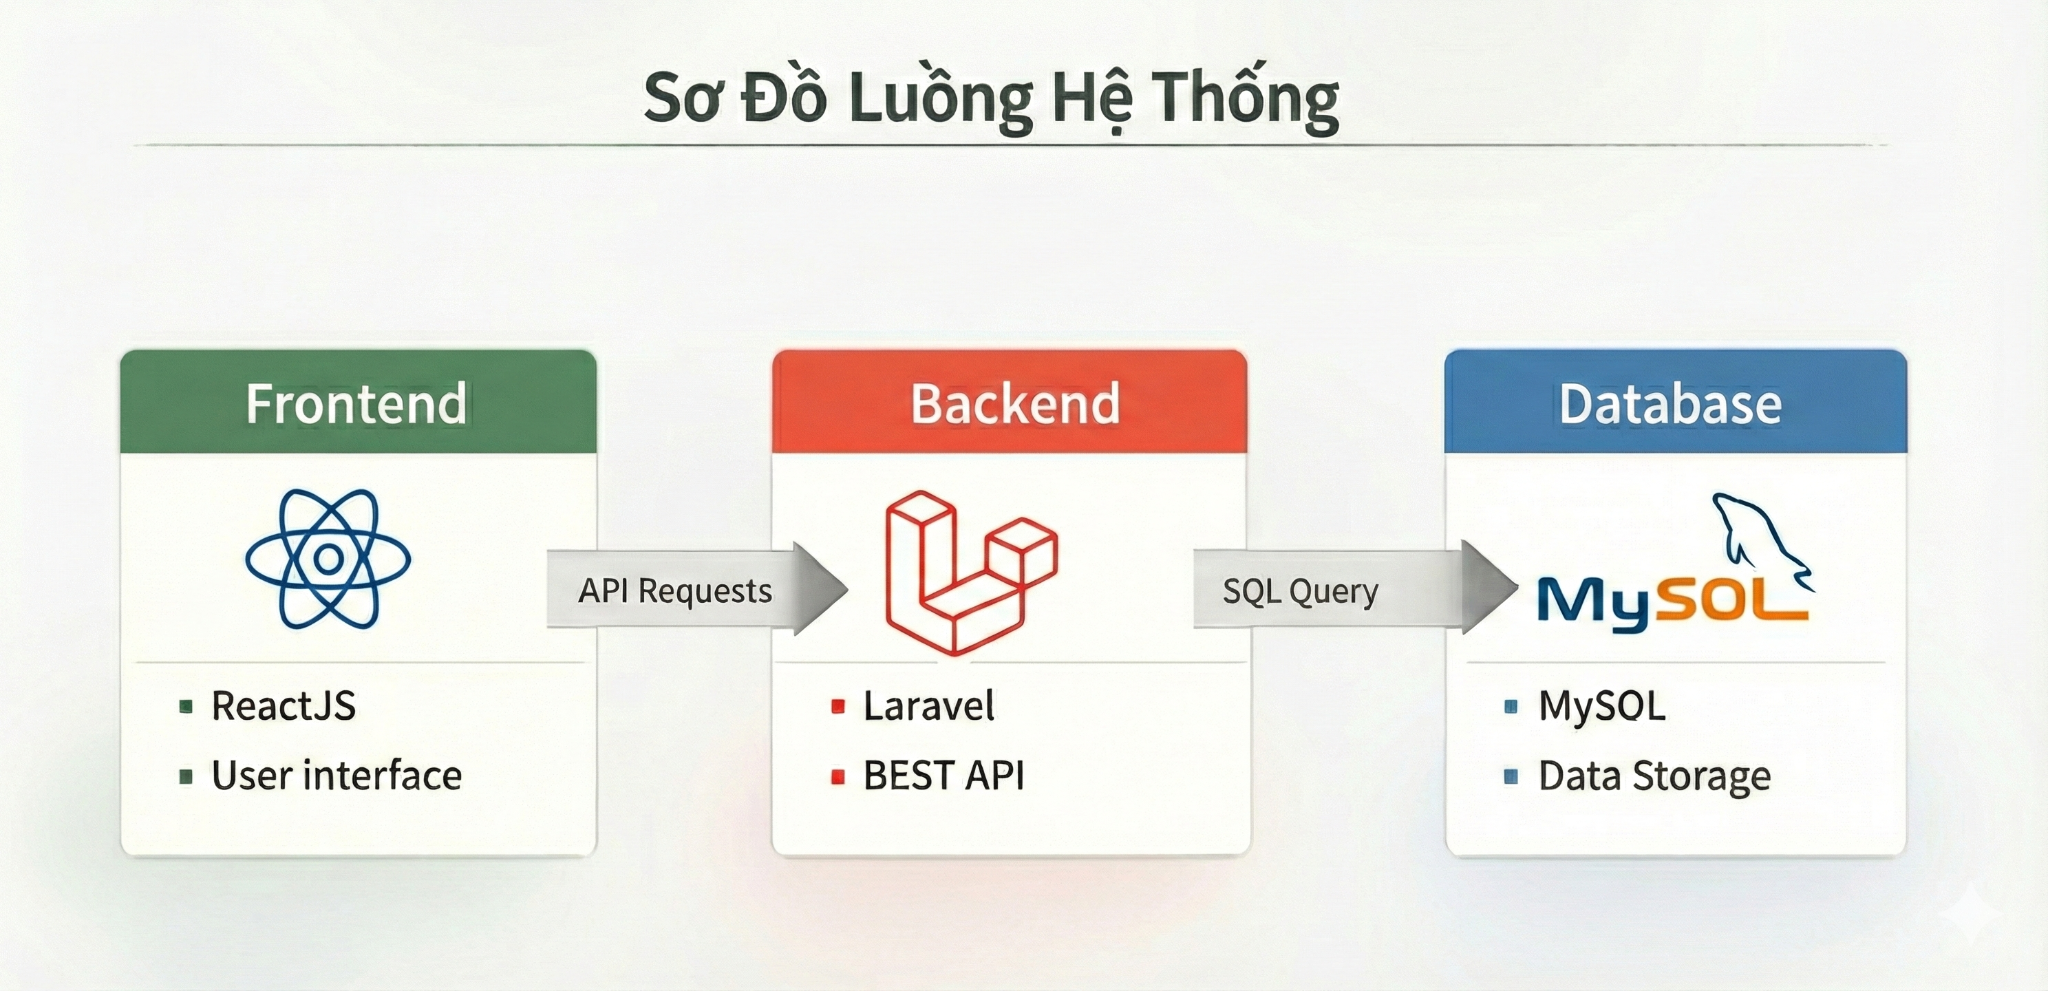 Sơ Đồ Luồng Hệ Thống
Frontend
Backend
Database
API Requests
SQL Query
MySQL
ReactJS
User interface
Laravel
BEST API
MySQL
Data Storage